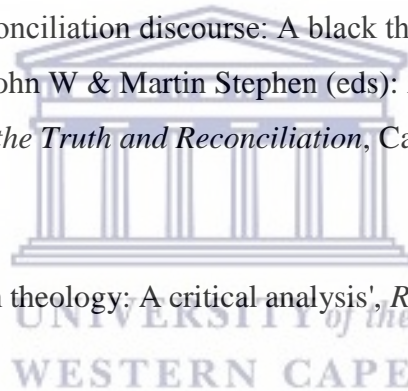 onciliation discourse: A black th
ohn W & Martin Stephen (eds):
the Truth and Reconciliation, Ca
n theology: A critical analysis', R
UNIVERSITY of the
WESTERN CAPE